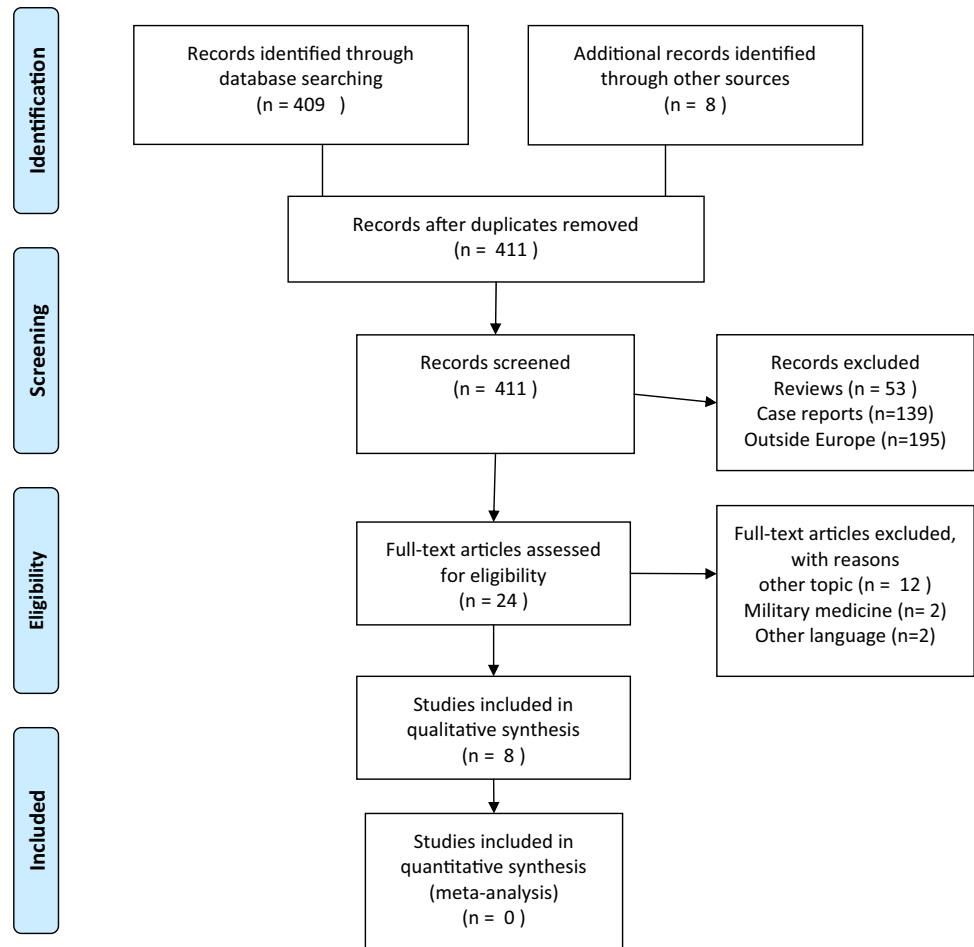 Identification
Records identified through
database searching
(n = 409   )
Additional records identified
through other sources
(n =  8 )
Records after duplicates removed
(n =  411 )
Screening
Records screened
(n =  411 )
Records excluded
Reviews (n = 53 )
Case reports (n=139)
Outside Europe (n=195)
Eligibility
Full-text articles assessed
for eligibility
(n = 24 )
Full-text articles excluded,
with reasons
other topic (n =  12 )
Military medicine (n= 2)
Other language (n=2)
Studies included in
qualitative synthesis
(n =  8 )
Included
Studies included in
quantitative synthesis
(meta-analysis)
(n =  0 )